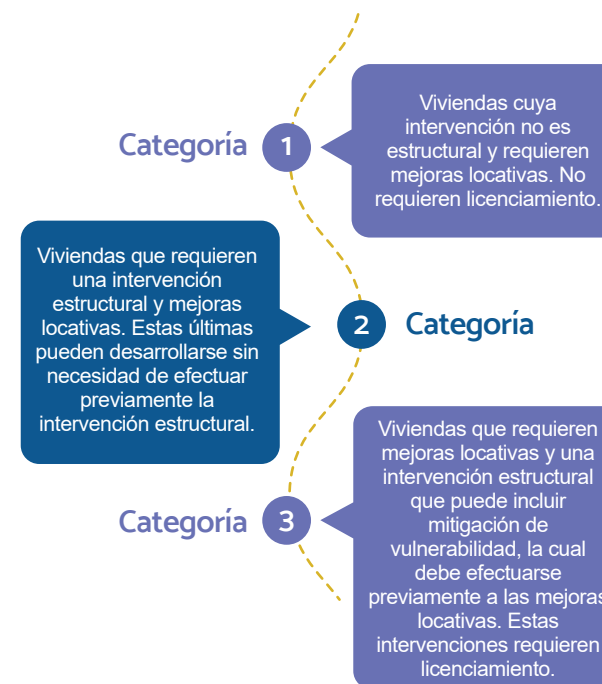 Categoría 1
Viviendas cuya
intervención no es
estructural y requieren
mejoras locativas. No
requieren licenciamiento.
2 Categoría
Viviendas que requieren
una intervención
estructural y mejoras
locativas. Estas últimas
pueden desarrollarse sin
necesidad de efectuar
previamente la
intervención estructural.
Categoría 3
Viviendas que requieren
mejoras locativas y una
intervención estructural
que puede incluir
mitigación de
vulnerabilidad, la cual
debe efectuarse
previamente a las mejoras
locativas. Estas
intervenciones requieren
licenciamiento.